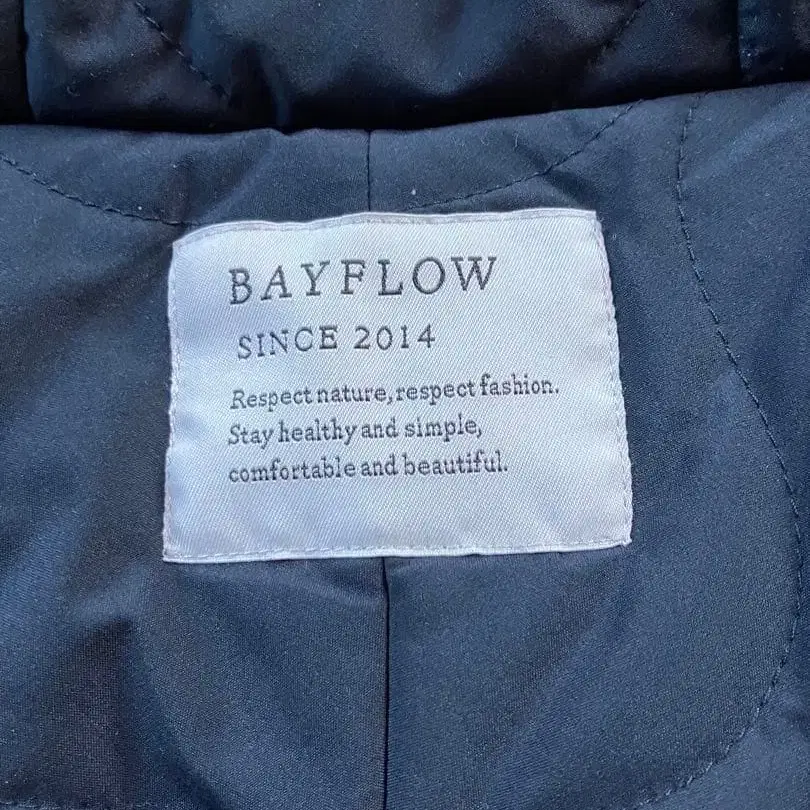 BAYFLOW
SINCE 2014
Respect nature, respect fashion.
Stay healthy and simple,
comfortable and beautiful.